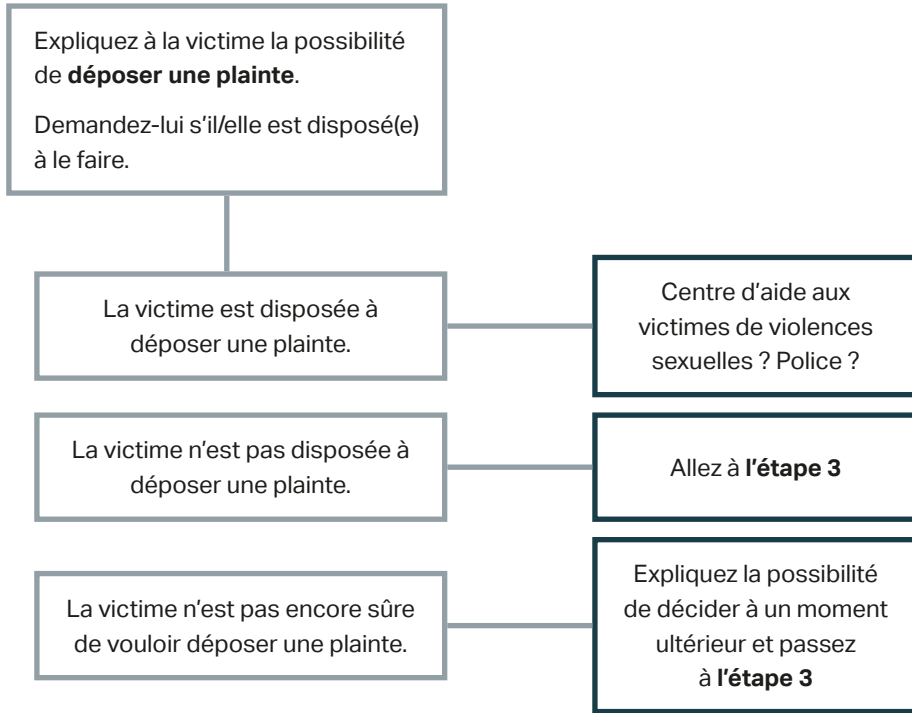 Expliquez à la victime la possibilité
de déposer une plainte.
Demandez-lui s'il/elle est disposé(e)
à le faire.
La victime est disposée à
déposer une plainte.
Centre d'aide aux
victimes de violences
sexuelles ? Police ?
La victime n'est pas disposée à
déposer une plainte.
Allez à l'étape 3
La victime n'est pas encore sûre
de vouloir déposer une plainte.
Expliquez la possibilité
de décider à un moment
ultérieur et passez
à l'étape 3